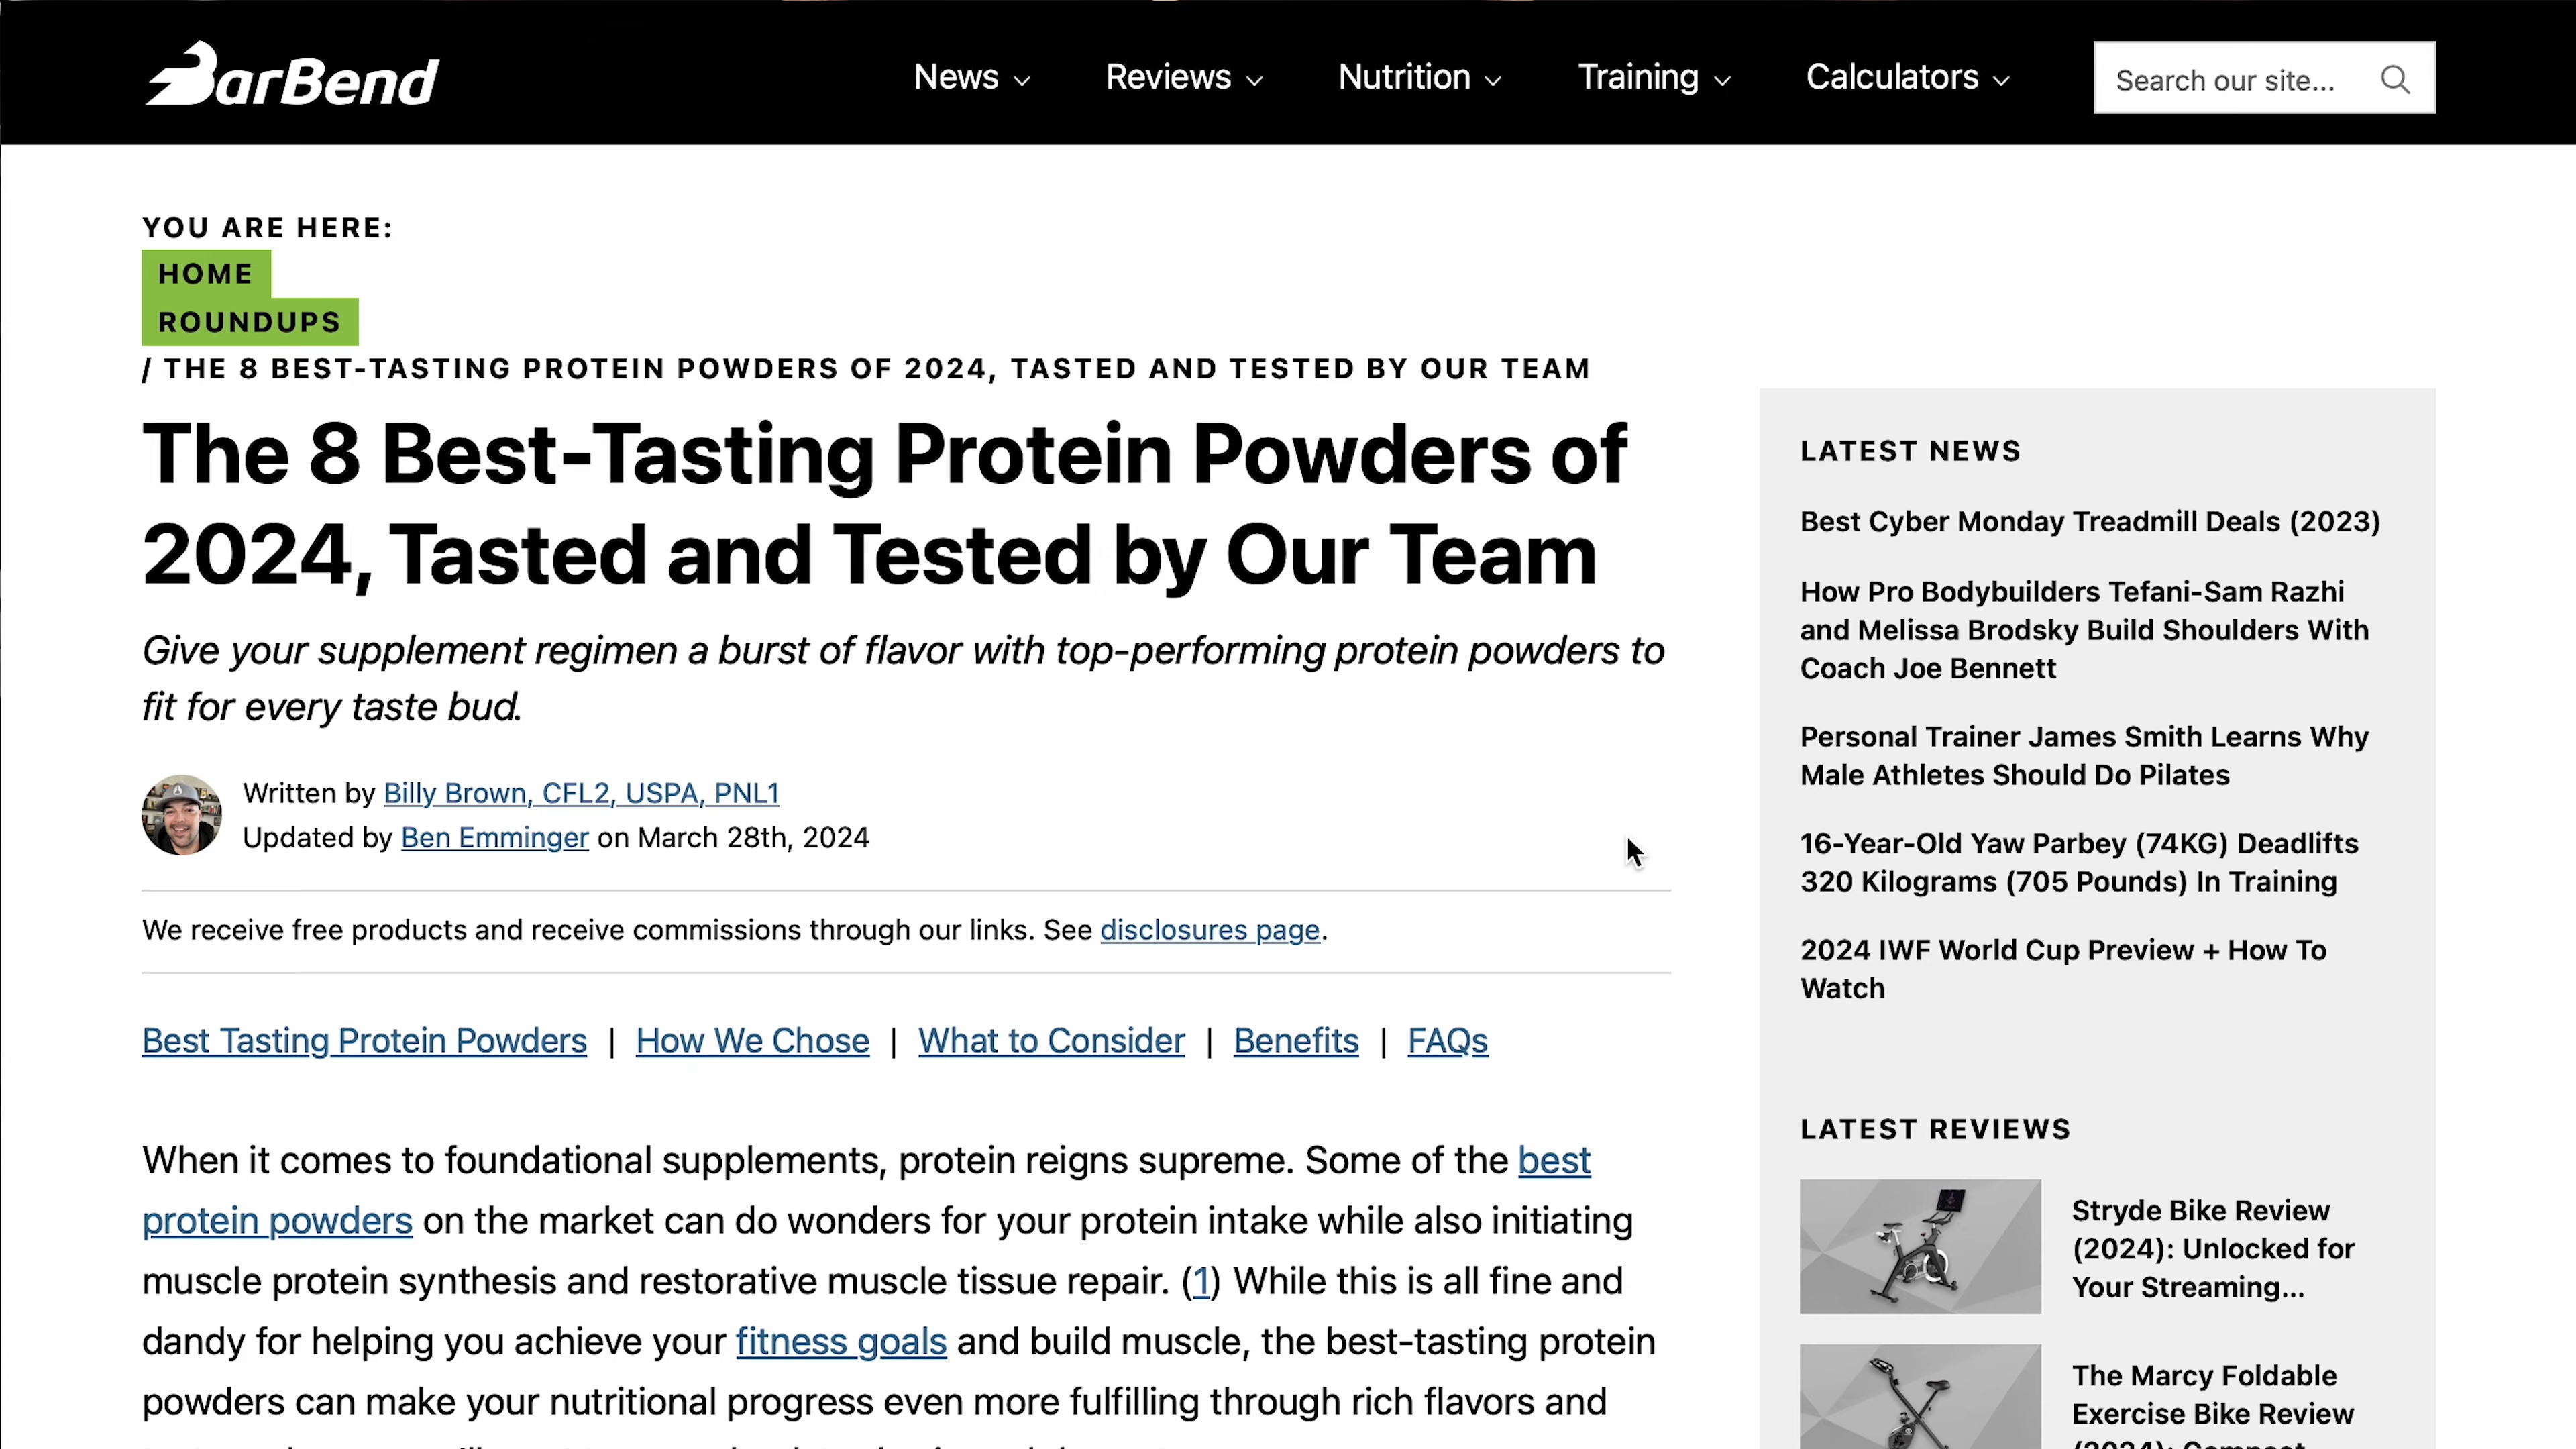 BarBend
News
Reviews
Nutrition
Training
Calculators
Search our site...
YOU ARE HERE:
HOME
ROUNDUPS
/ THE 8 BEST-TASTING PROTEIN POWDERS OF 2024, TASTED AND TESTED BY OUR TEAM
The 8 Best-Tasting Protein Powders of
2024, Tasted and Tested by Our Team
Give your supplement regimen a burst of flavor with top-performing protein powders to
fit for every taste bud.
Written by Billy Brown, CFL2, USPA, PNL1
Updated by Ben Emminger on March 28th, 2024
We receive free products and receive commissions through our links. See disclosures page.
Best Tasting Protein Powders | How We Chose | What to Consider | Benefits | FAQs
When it comes to foundational supplements, protein reigns supreme. Some of the best
protein powders on the market can do wonders for your protein intake while also initiating
muscle protein synthesis and restorative muscle tissue repair. (1) While this is all fine and
dandy for helping you achieve your fitness goals and build muscle, the best-tasting protein
powders can make your nutritional progress even more fulfilling through rich flavors and
LATEST NEWS
Best Cyber Monday Treadmill Deals (2023)
How Pro Bodybuilders Tefani-Sam Razhi
and Melissa Brodsky Build Shoulders With
Coach Joe Bennett
Personal Trainer James Smith Learns Why
Male Athletes Should Do Pilates
16-Year-Old Yaw Parbey (74KG) Deadlifts
320 Kilograms (705 Pounds) In Training
2024 IWF World Cup Preview + How To
Watch
LATEST REVIEWS
Stryde Bike Review
(2024): Unlocked for
Your Streaming...
The Marcy Foldable
Exercise Bike Review
(2024): Compact